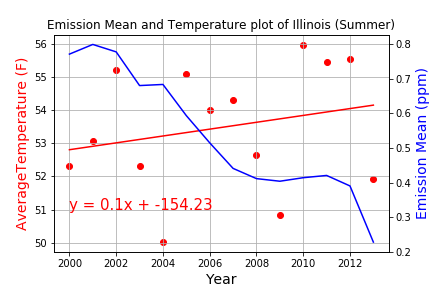 Emission Mean and Temperature plot of Illinois (Summer)
AverageTemperature (F)
56
55
54
53
52
51
50
y = 0.1x + -154.23
0.8
0.7
0.6
0.5
0.4
0.3
0.2
Emission Mean (ppm)
2000 2002 2004 2006 2008 2010 2012
Year